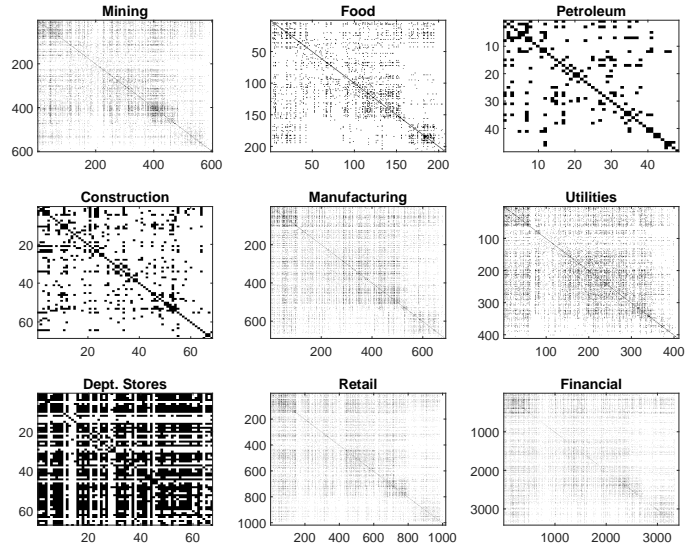 Mining
200
400
600
200 400 600
Food
50
100
150
200
50 100 150 200
Petroleum
10
20
30
40
10 20 30 40
Construction
20
40
60
20 40 60
Manufacturing
200
400
600
200 400 600
Utilities
100
200
300
400
0 100 200 300 400
Dept. Stores
20
40
60
20 40 60
Retail
200
400
600
800
1000
200 400 600 800 1000
Financial
1000
2000
3000
1000 2000 3000